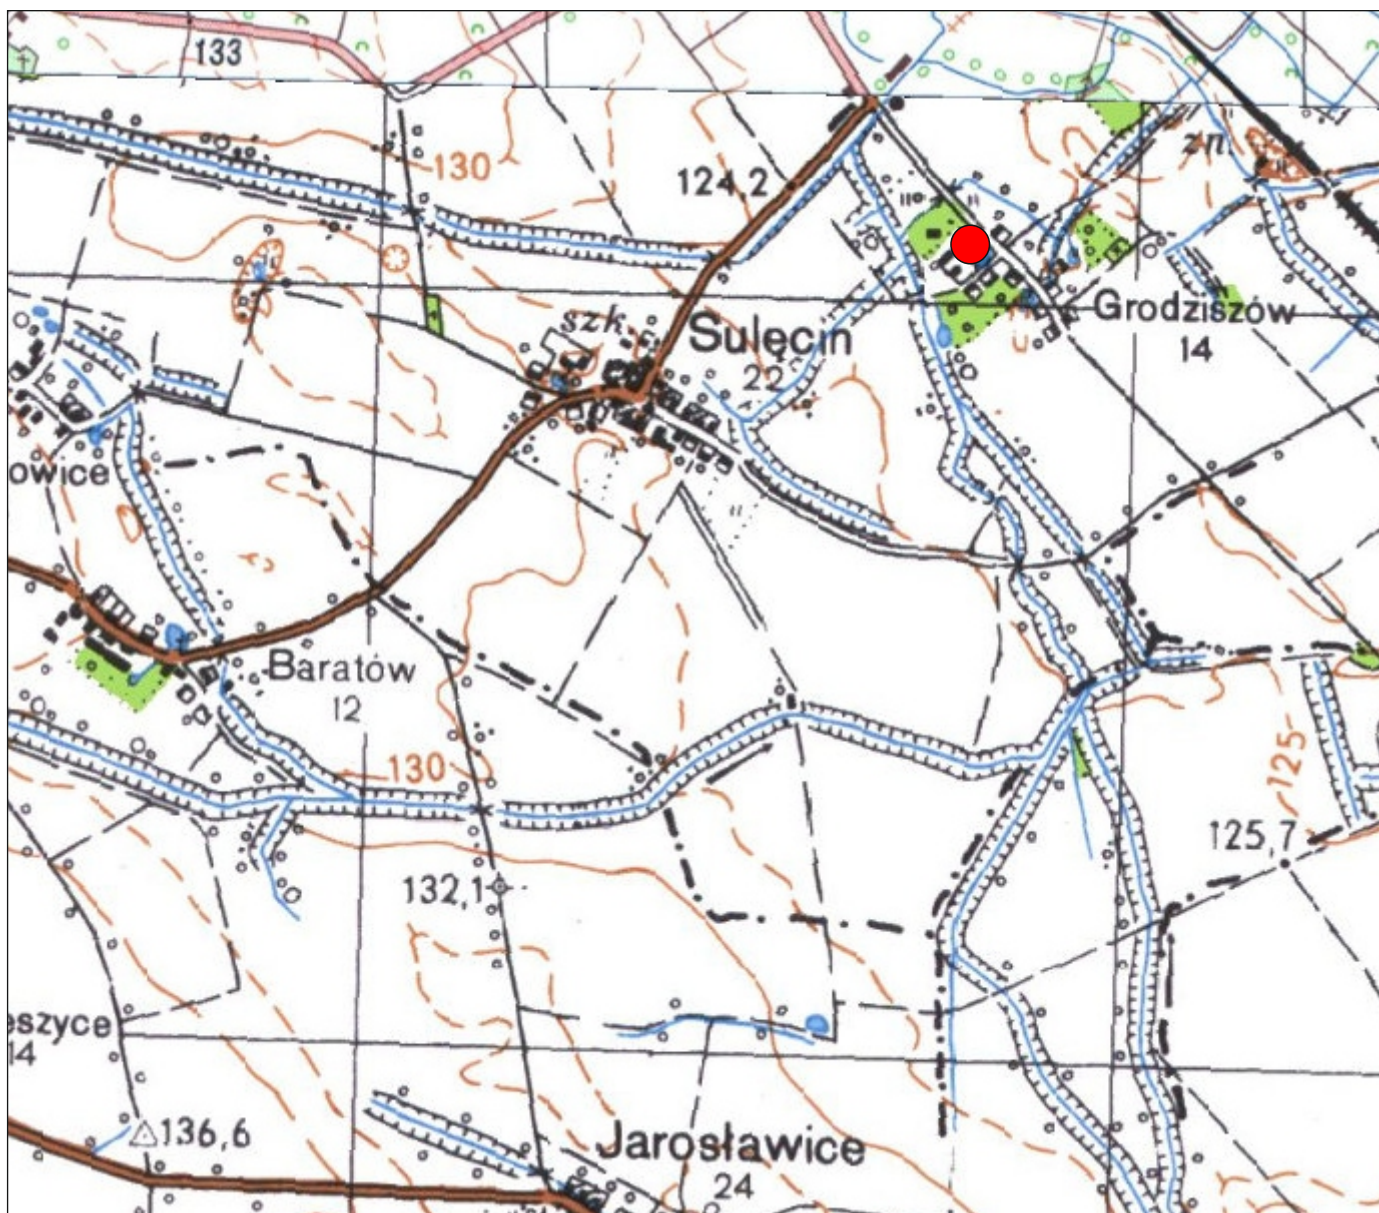 133
130
124,2
zn.
Grodziszów
14
szk.
Sulęcin
22
owice
Baratów
12
130
125
125,7
132,1
eszyce
14
136,6
Jarosławice
24